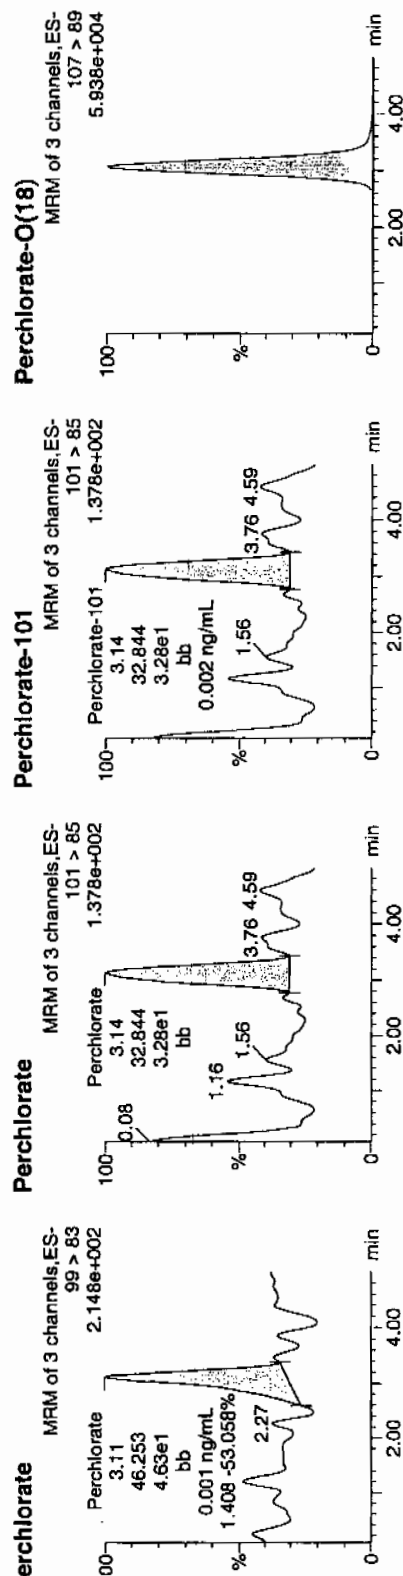 erchlorate
MRM of 3 channels,ES-
99 > 83
2.148e+002
00
Perchlorate
3.11
46.253
4.63e1
bb
0.001 ng/mL
1.408 -53.058%
2.27
%
0
2.00
4.00
min
Perchlorate
MRM of 3 channels,ES-
101 > 85
1.378e+002
100
0.08
Perchlorate
3.14
32.844
3.28e1
bb
1.16
1.56
3.76
4.59
%
0
2.00
4.00
min
Perchlorate-101
MRM of 3 channels,ES-
101 > 85
1.378e+002
100
Perchlorate-101
3.14
32.844
3.28e1
bb
0.002 ng/mL
1.56
3.76
4.59
%
0
2.00
4.00
min
Perchlorate-O(18)
MRM of 3 channels,ES-
107 > 89
5.938e+004
100
%
0
2.00
4.00
min